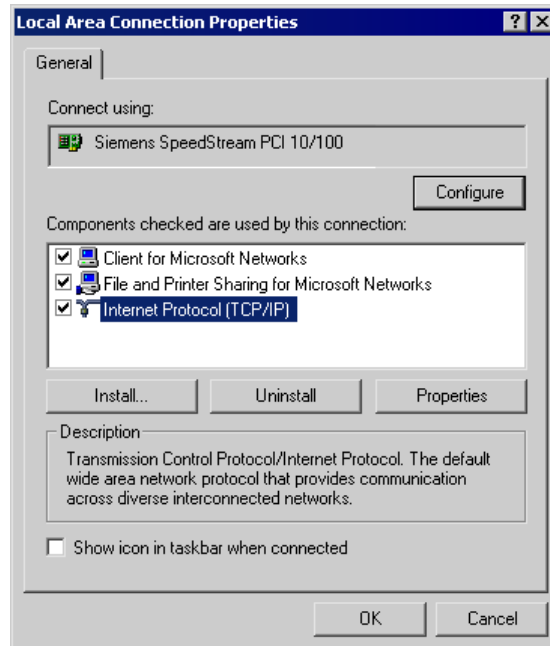 Local Area Connection Properties
General
Connect using:
Siemens SpeedStream PCI 10/100
Configure
Components checked are used by this connection:
Client for Microsoft Networks
File and Printer Sharing for Microsoft Networks
Internet Protocol (TCP/IP)
Install... Uninstall Properties
Description
Transmission Control Protocol/Internet Protocol. The default
wide area network protocol that provides communication
across diverse interconnected networks.
Show icon in taskbar when connected
OK Cancel